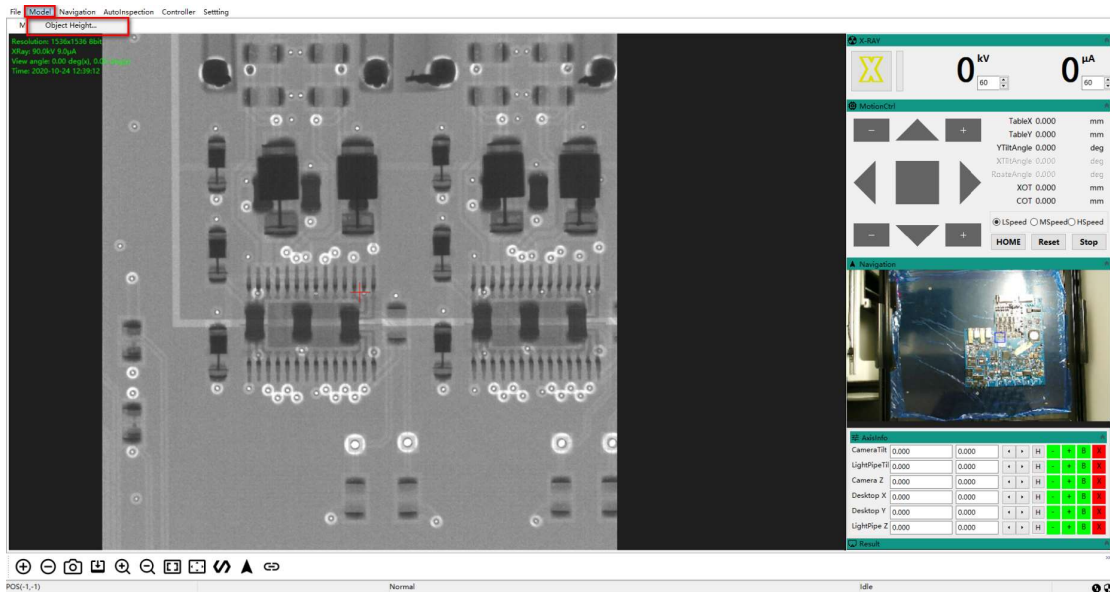 File Model Navigation AutoInspection Controller Settting
M Object Height...
Resolution: 1536x1536 8bit
XRay: 90.0kV 9.0μA
View angle: 0.00 deg(s), 0.0
Time: 2020-10-24 12:39:12
X-RAY
0 kV 60 0 μA 60
MotionCtrl
TableX 0.000 mm
TableY 0.000 mm
YTiltAngle 0.000 deg
XTiltAngle 0.000 deg
RoateAngle 0.000 deg
XOT 0.000 mm
COT 0.000 mm
LSpeed MSpeed HSpeed
HOME Reset Stop
Navigation
AxisInfo
CameraTilt 0.000 0.000 H - + B X
LightPipeTil 0.000 0.000 H - + B X
Camera Z 0.000 0.000 H - + B X
Desktop X 0.000 0.000 H - + B X
Desktop Y 0.000 0.000 H - + B X
LightPipe Z 0.000 0.000 H - + B X
Result
POS(-1,-1) Normal Idle